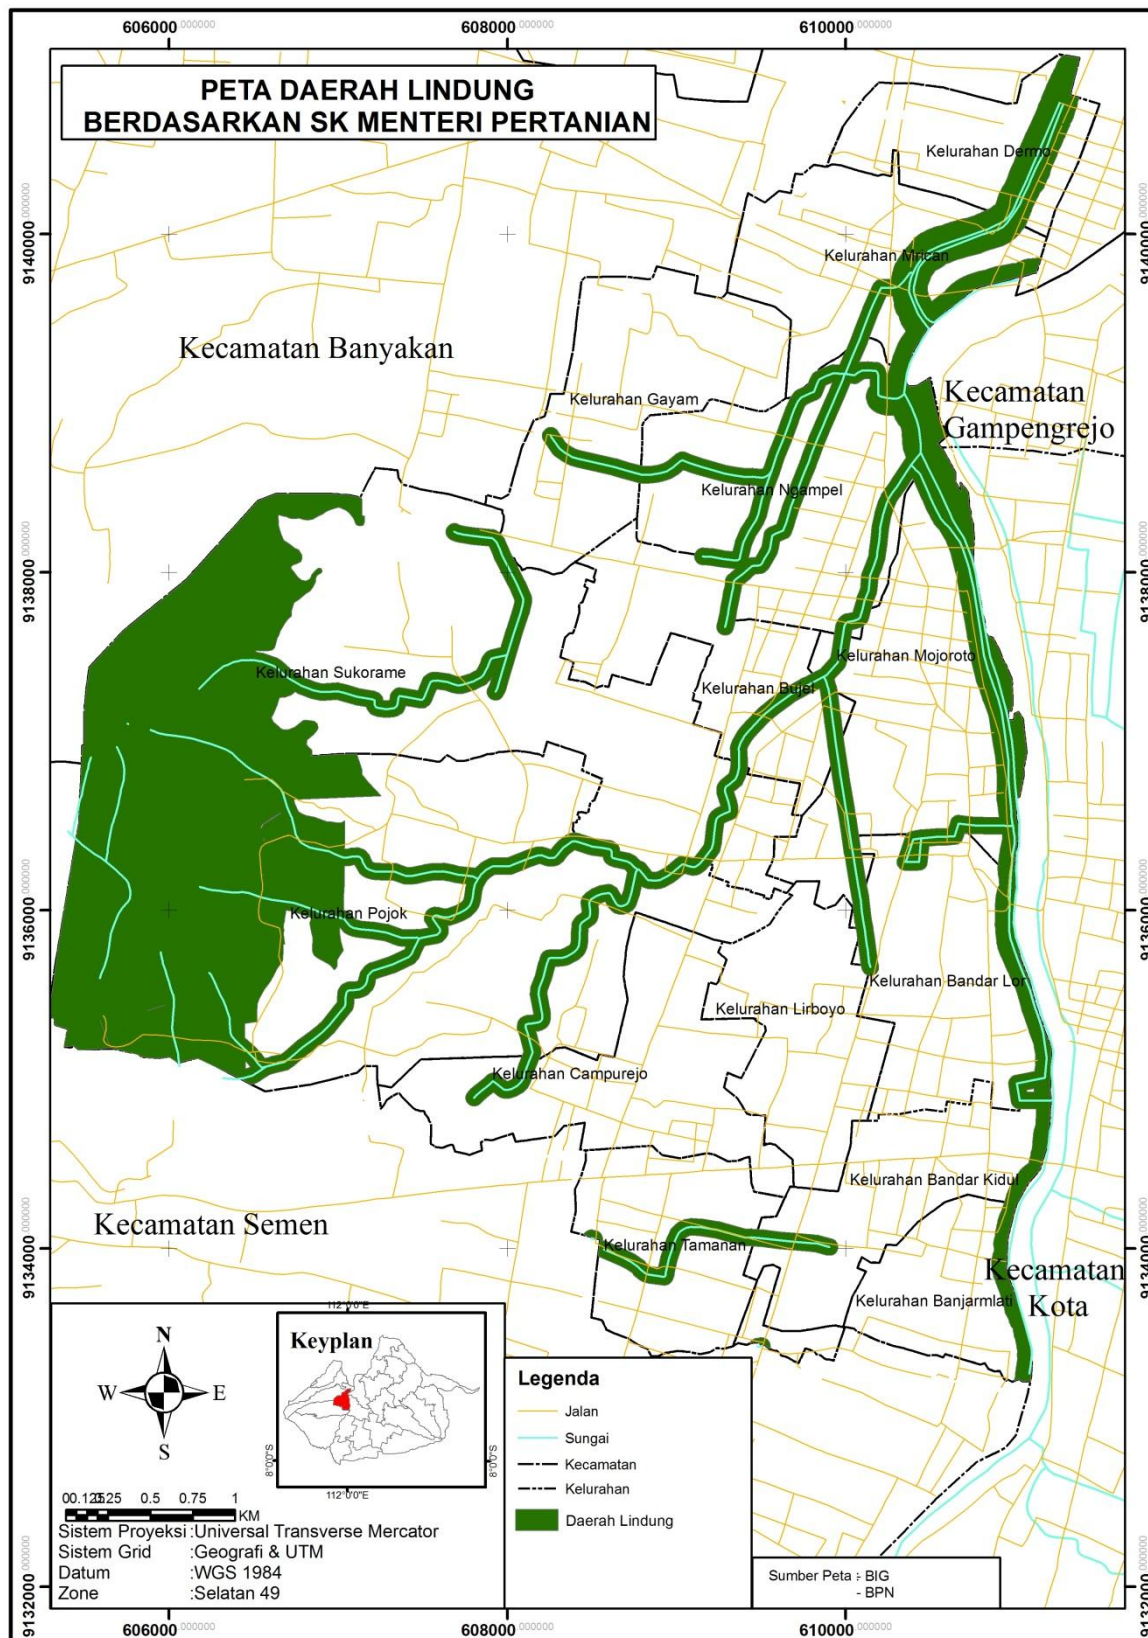 606000.000000 608000.000000 610000.000000
PETA DAERAH LINDUNG
BERDASARKAN SK MENTERI PERTANIAN
Kelurahan Dermo
9140000.000000 9140000.000000
Kelurahan Mrican
Kecamatan Banyakan
Kecamatan
Gampengrejo
Kelurahan Gayam
Kelurahan Ngampel
9138000.000000 9138000.000000
Kelurahan Mojoroto
Kelurahan Sukorame
Kelurahan Bujel
9136000.000000 9136000.000000
Kelurahan Pojok
Kelurahan Bandar Lor
Kelurahan Lirboyo
Kelurahan Campurejo
Kelurahan Bandar Kidul
Kecamatan Semen
Kelurahan Tamanan
9134000.000000 9134000.000000
Kecamatan
Kota
Kelurahan Banjarmlati
N
W E
S
112°0'0"E
Keyplan
8°0'0"S 8°0'0"S
112°0'0"E
Legenda
Jalan
Sungai
Kecamatan
Kelurahan
Daerah Lindung
0 0.125 0.25 0.5 0.75 1
KM
Sistem Proyeksi :Universal Transverse Mercator
Sistem Grid :Geografi & UTM
Datum :WGS 1984
Zone :Selatan 49
Sumber Peta : - BIG
- BPN
9132000.000000 9132000.000000
606000.000000 608000.000000 610000.000000